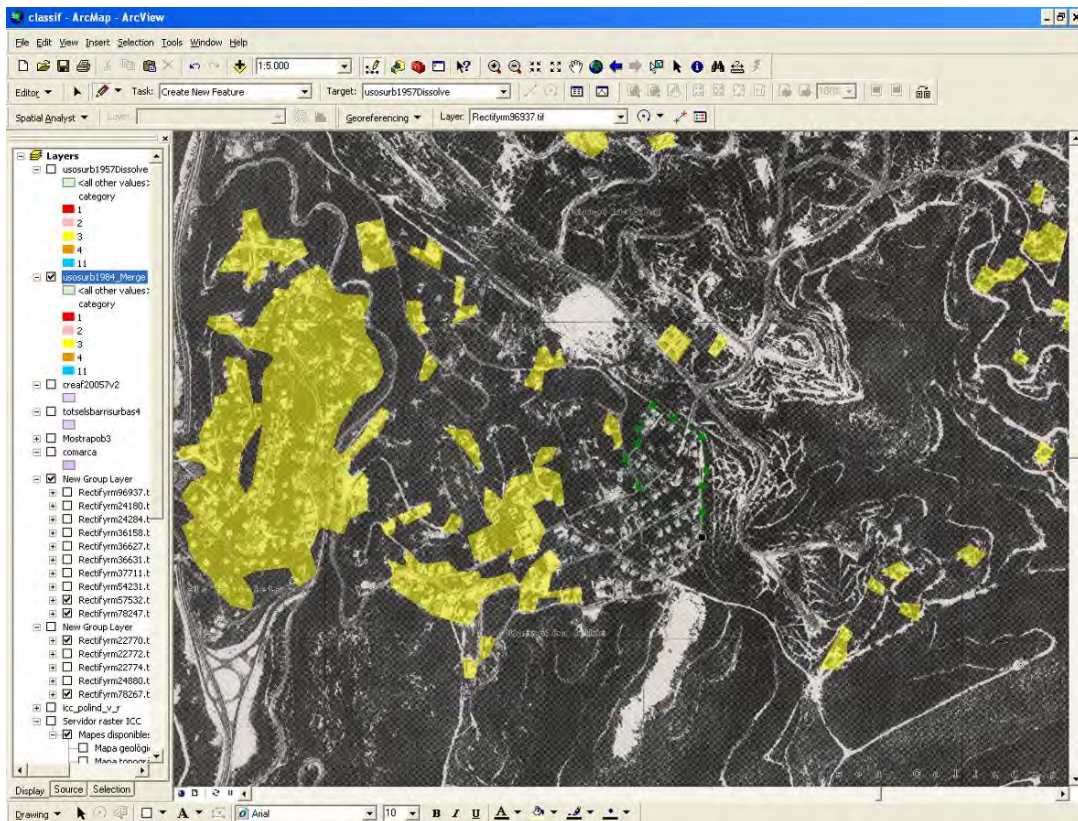 classif - ArcMap - ArcView
File Edit View Insert Selection Tools Window Help
1:5.000
Editor Task: Create New Feature Target: usosurb1957Dissolve 100%
Spatial Analyst Layer: Georeferencing Layer: Rectifyrm96937.tif
Layers
usosurb1957Dissolve
<all other values>
category
1
2
3
4
11
usosurb1984_Merge
<all other values>
category
1
2
3
4
11
creaf20057v2
totselsbarrisurbas4
Mostrapob3
comarca
New Group Layer
Rectifyrm96937.t
Rectifyrm24180.t
Rectifyrm24284.t
Rectifyrm36158.t
Rectifyrm36627.t
Rectifyrm36631.t
Rectifyrm37711.t
Rectifyrm54231.t
Rectifyrm57532.t
Rectifyrm78247.t
New Group Layer
Rectifyrm22770.t
Rectifyrm22772.t
Rectifyrm22774.t
Rectifyrm24880.t
Rectifyrm78267.t
icc_polind_v_r
Servidor raster ICC
Mapes disponibles
Mapa geològi
Mapa topogra
Display Source Selection
Drawing A Arial 10 B I U A